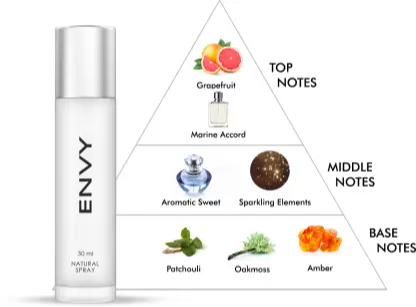 ENVY
30 ml
NATURAL
SPRAY
Grapefruit
Marine Accord
TOP
NOTES
Aromatic Sweet
Sparkling Elements
MIDDLE
NOTES
Patchouli
Oakmoss
Amber
BASE
NOTES